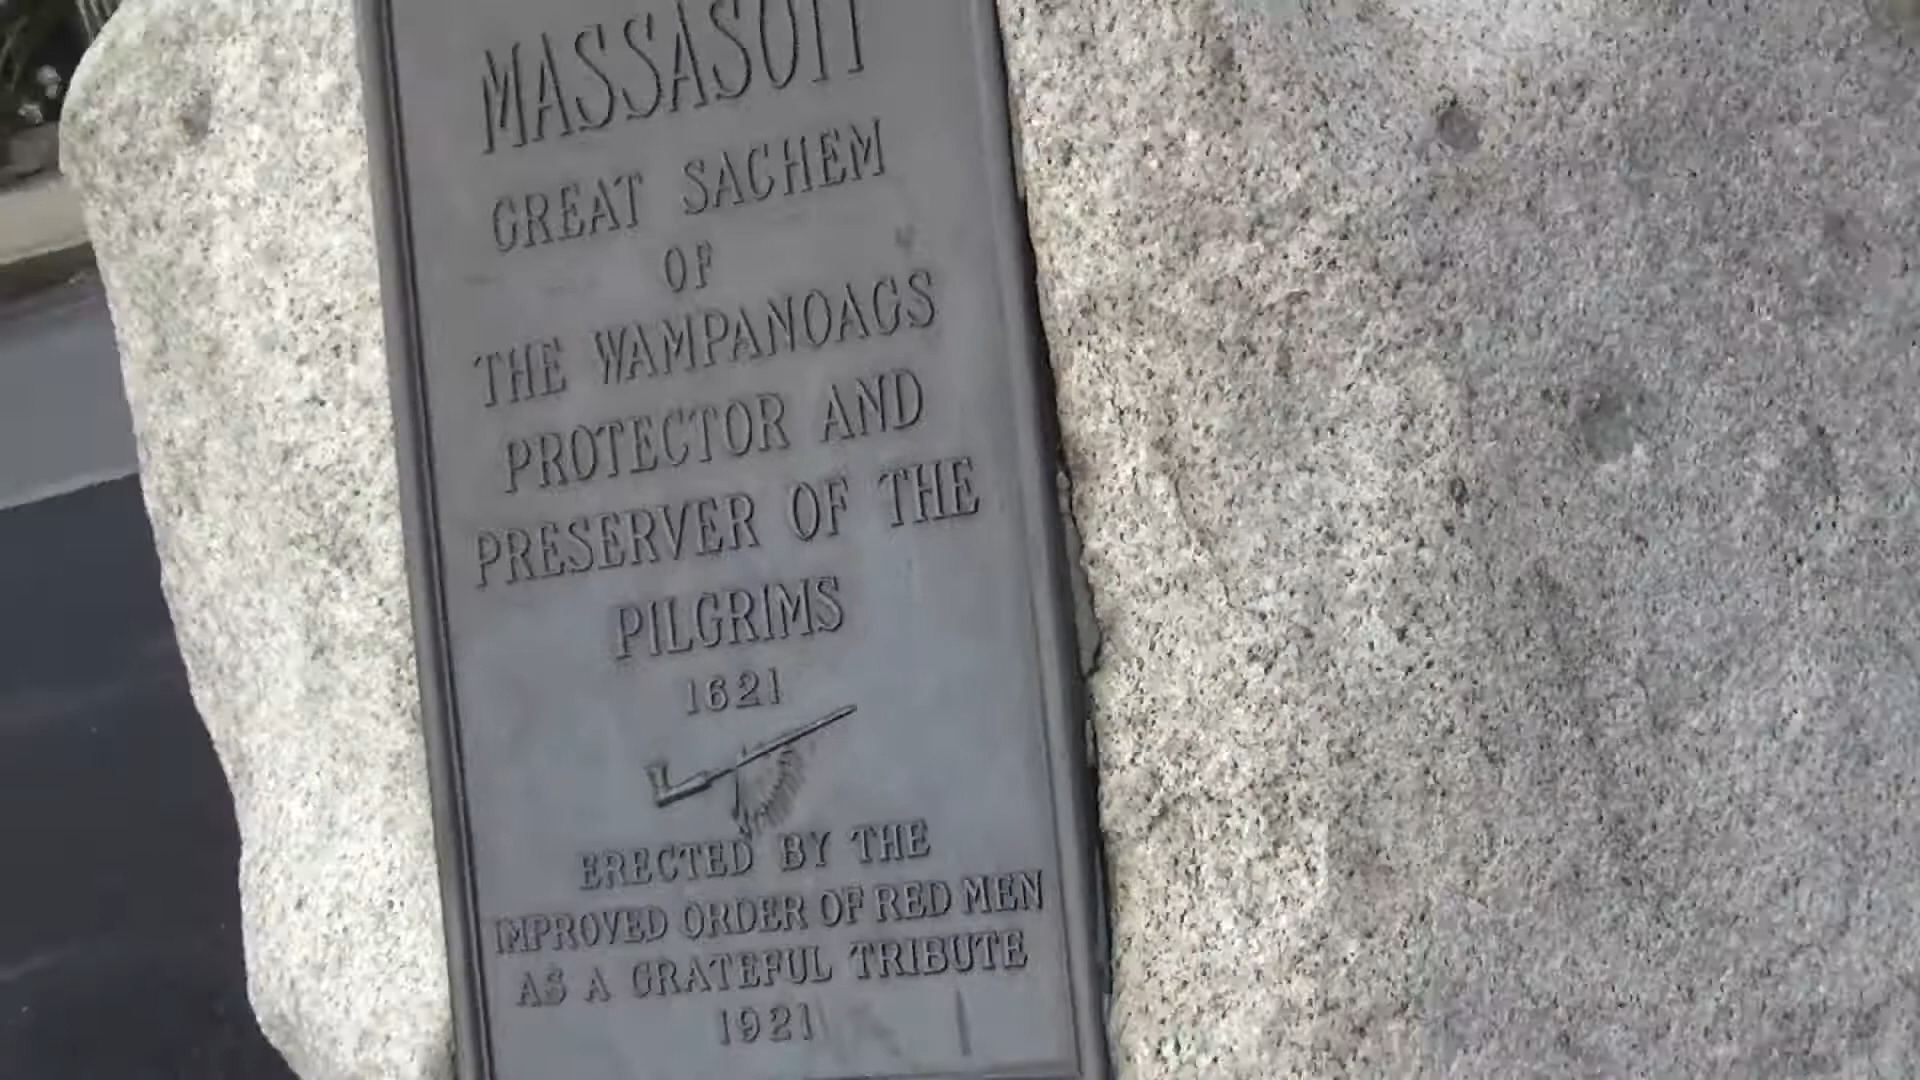 MASSASOIT
GREAT SACHEM
OF
THE WAMPANOAGS
PROTECTOR AND
PRESERVER OF THE
PILGRIMS
1621
ERECTED BY THE
IMPROVED ORDER OF RED MEN
AS A GRATEFUL TRIBUTE
1921